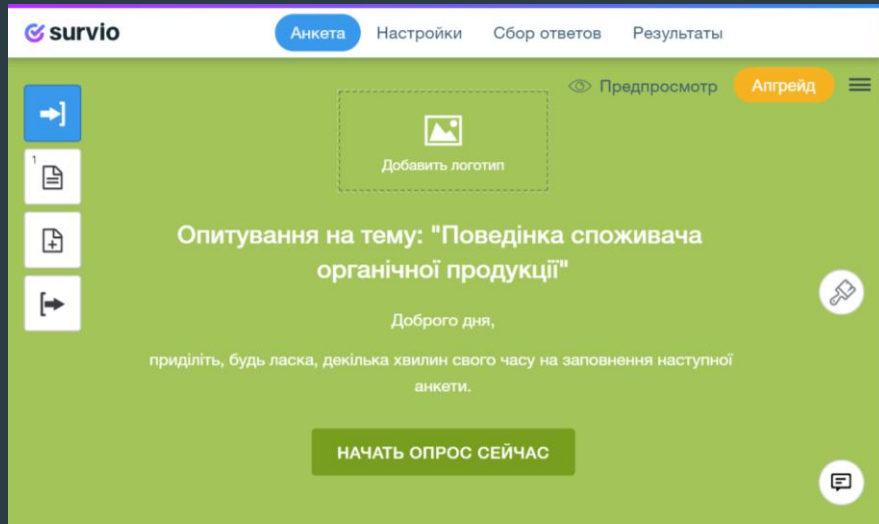 survio
Анкета Настройки Сбор ответов Результаты
Предпросмотр Апгрейд
Добавить логотип
1
Опитування на тему: "Поведінка споживача
органічної продукції"
Доброго дня,
приділіть, будь ласка, декілька хвилин свого часу на заповнення наступної
анкети.
НАЧАТЬ ОПРОС СЕЙЧАС